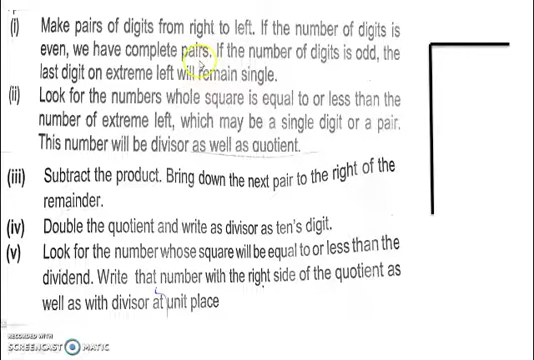 (i) Make pairs of digits from right to left. If the number of digits is
even, we have complete pairs. If the number of digits is odd, the
last digit on extreme left will remain single.
(ii) Look for the numbers whole square is equal to or less than the
number of extreme left, which may be a single digit or a pair.
This number will be divisor as well as quotient.
(iii) Subtract the product. Bring down the next pair to the right of the
remainder.
(iv) Double the quotient and write as divisor as ten's digit.
(v) Look for the number whose square will be equal to or less than the
dividend. Write that number with the right side of the quotient as
well as with divisor at unit place
RECORDED WITH
SCREENCAST MATIC